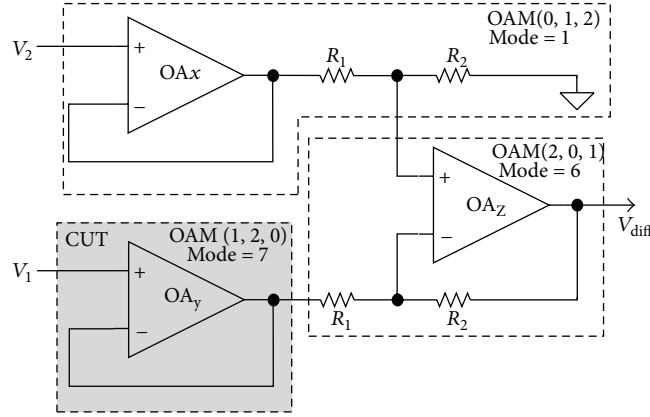 OAM(0, 1, 2)
Mode = 1
V2
+
−
OAx
R1
R2
OAM(2, 0, 1)
Mode = 6
+
−
OAZ
Vdiff
CUT
OAM (1, 2, 0)
Mode = 7
V1
+
−
OAy
R1
R2